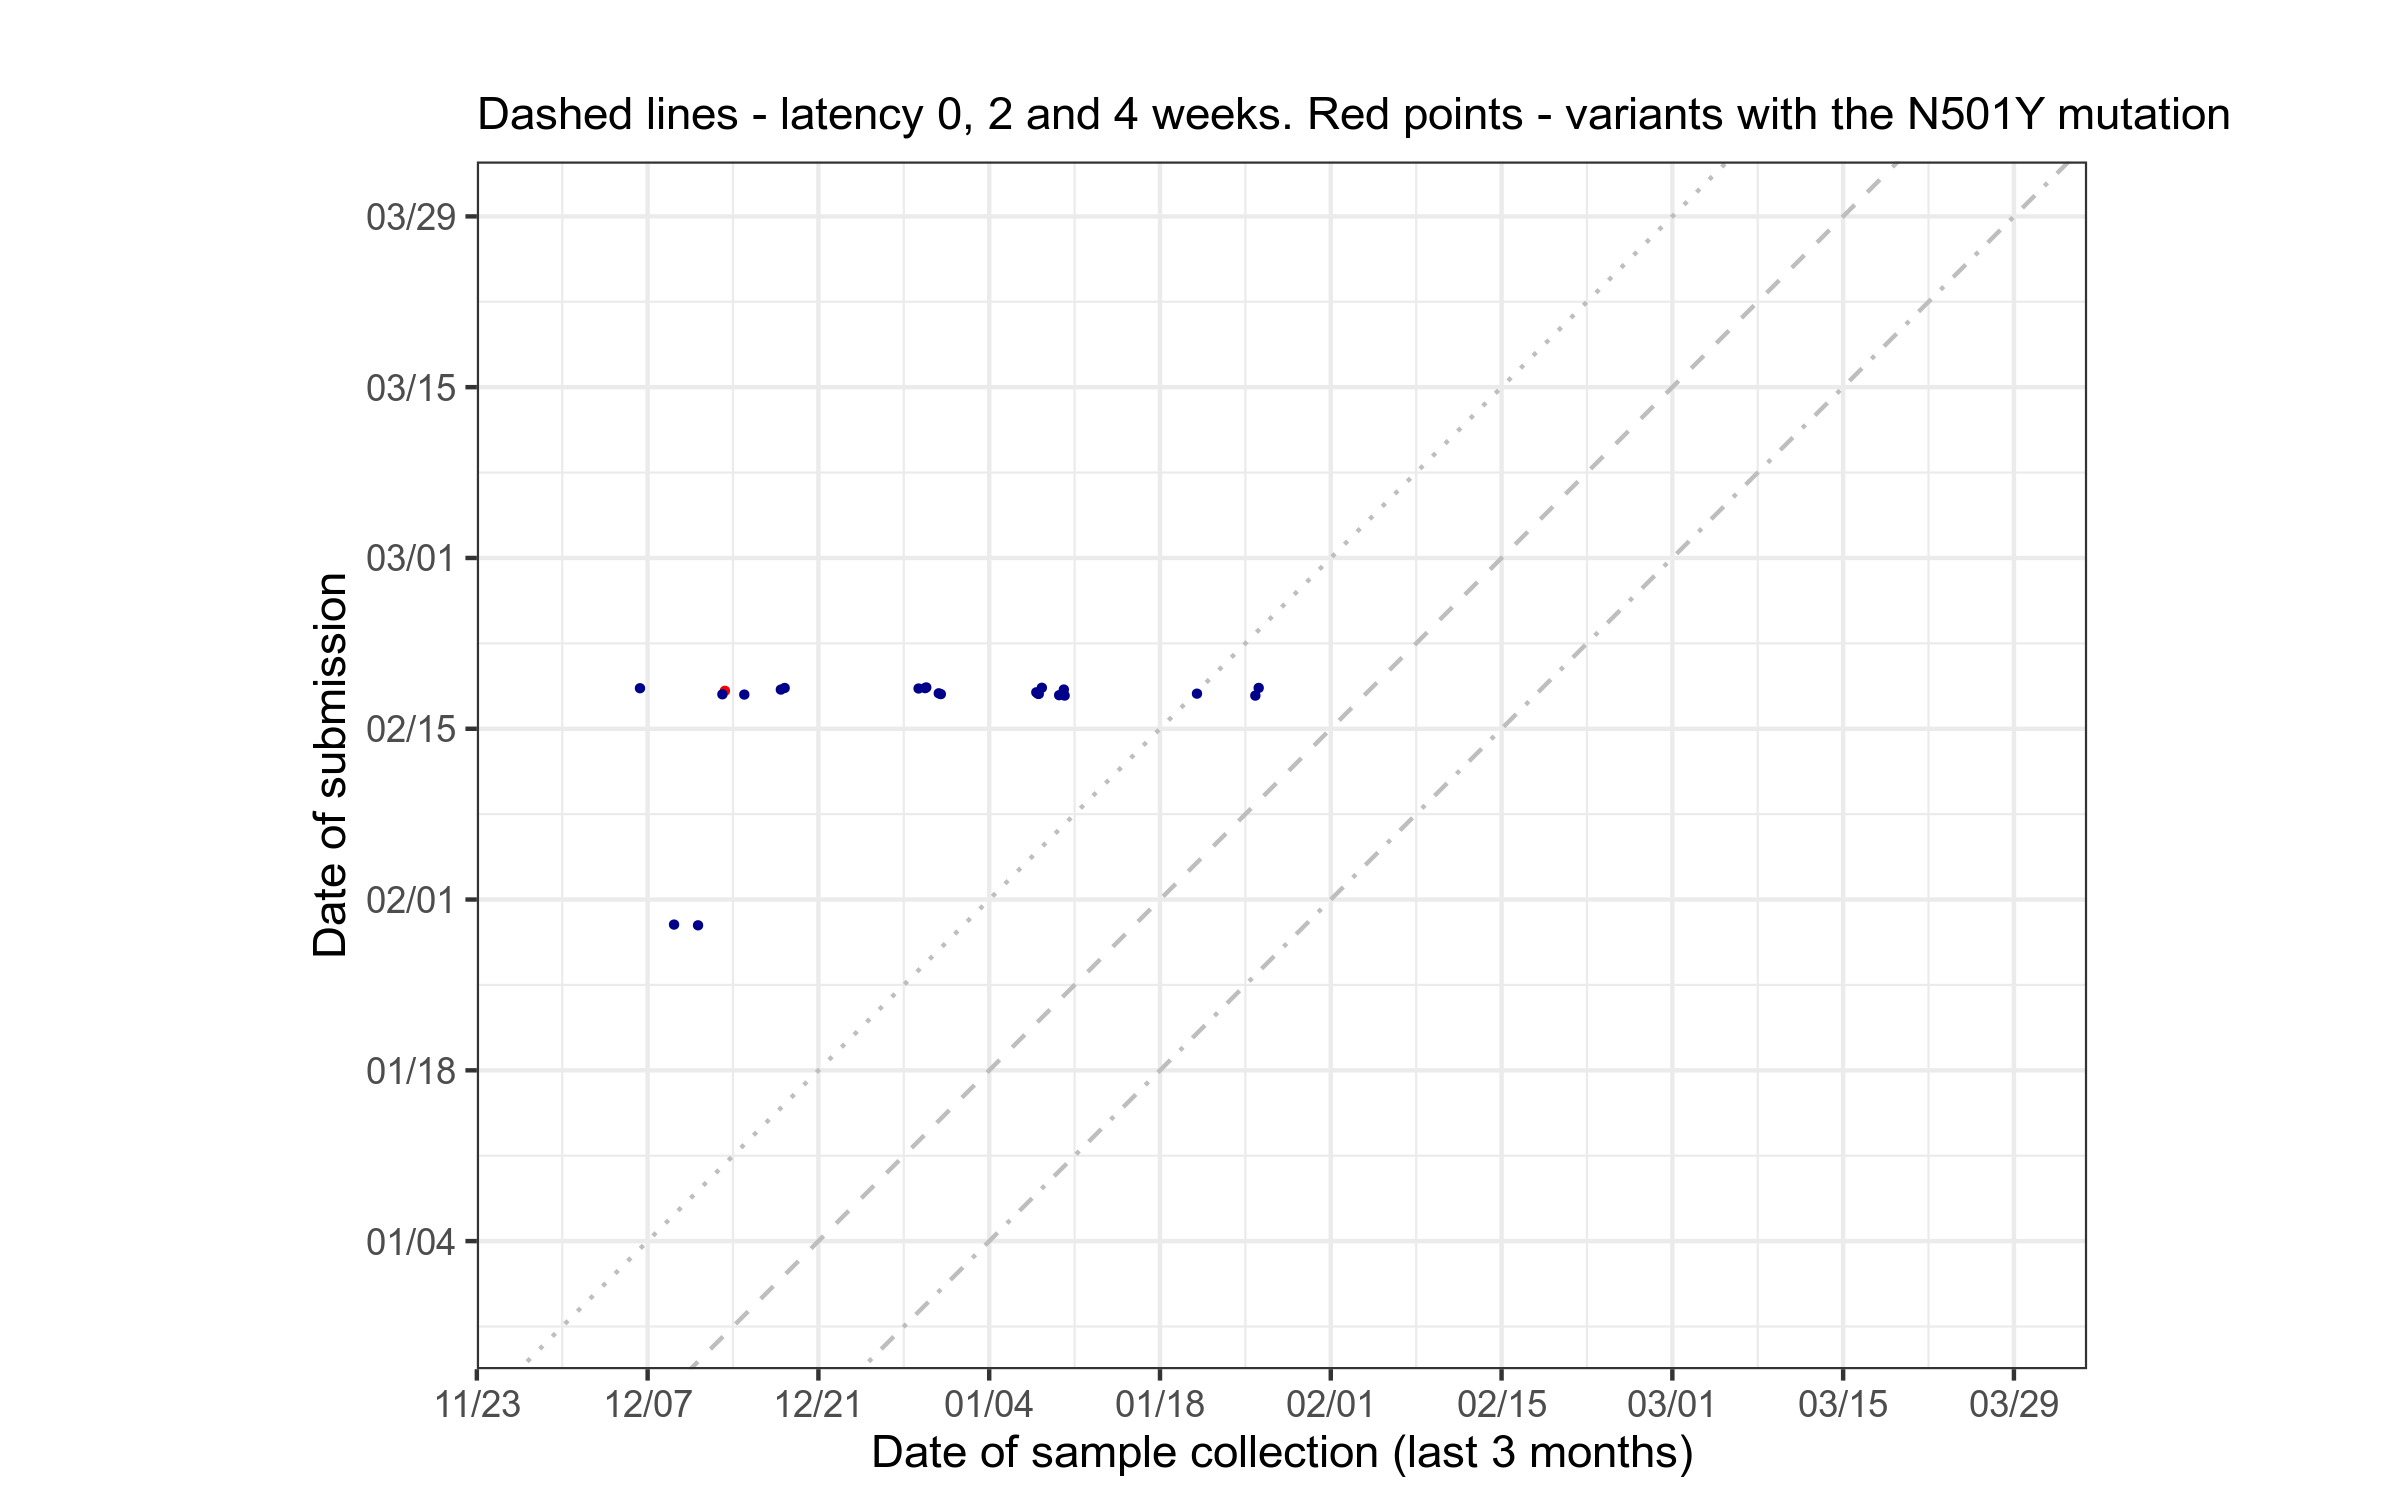 Dashed lines - latency 0, 2 and 4 weeks. Red points - variants with the N501Y mutation
Date of submission
03/29
03/15
03/01
02/15
02/01
01/18
01/04
11/23 12/07 12/21 01/04 01/18 02/01 02/15 03/01 03/15 03/29
Date of sample collection (last 3 months)